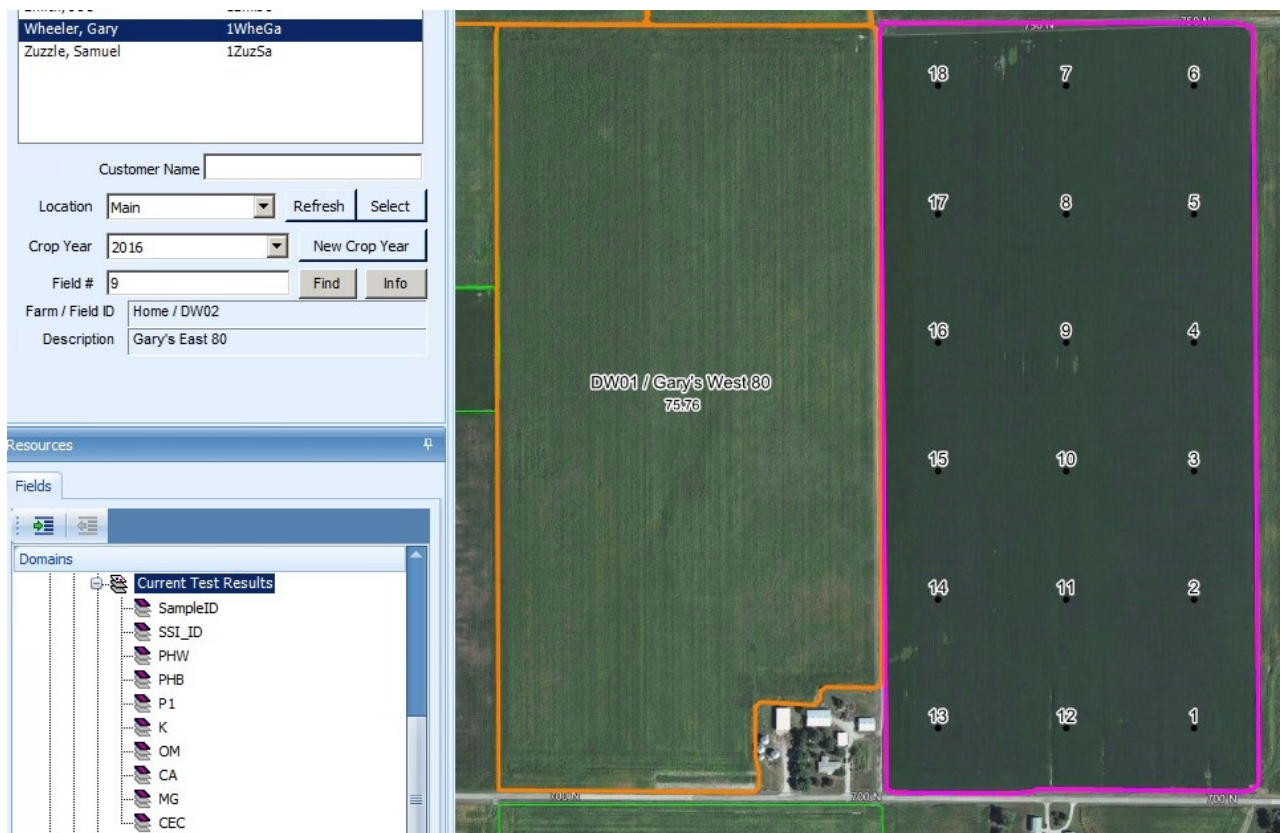 Wheeler, Gary 1WheGa
Zuzzle, Samuel 1ZuzSa
Customer Name
Location Main Refresh Select
Crop Year 2016 New Crop Year
Field # 9 Find Info
Farm / Field ID Home / DW02
Description Gary's East 80
Resources
Fields
Domains
Current Test Results
SampleID
SSI_ID
PHW
PHB
P1
K
OM
CA
MG
CEC
750 N 750 N
18 7 6
17 8 5
16 9 4
DW01 / Gary's West 80
75.76
15 10 3
14 11 2
13 12 1
700 N 700 N 700 N